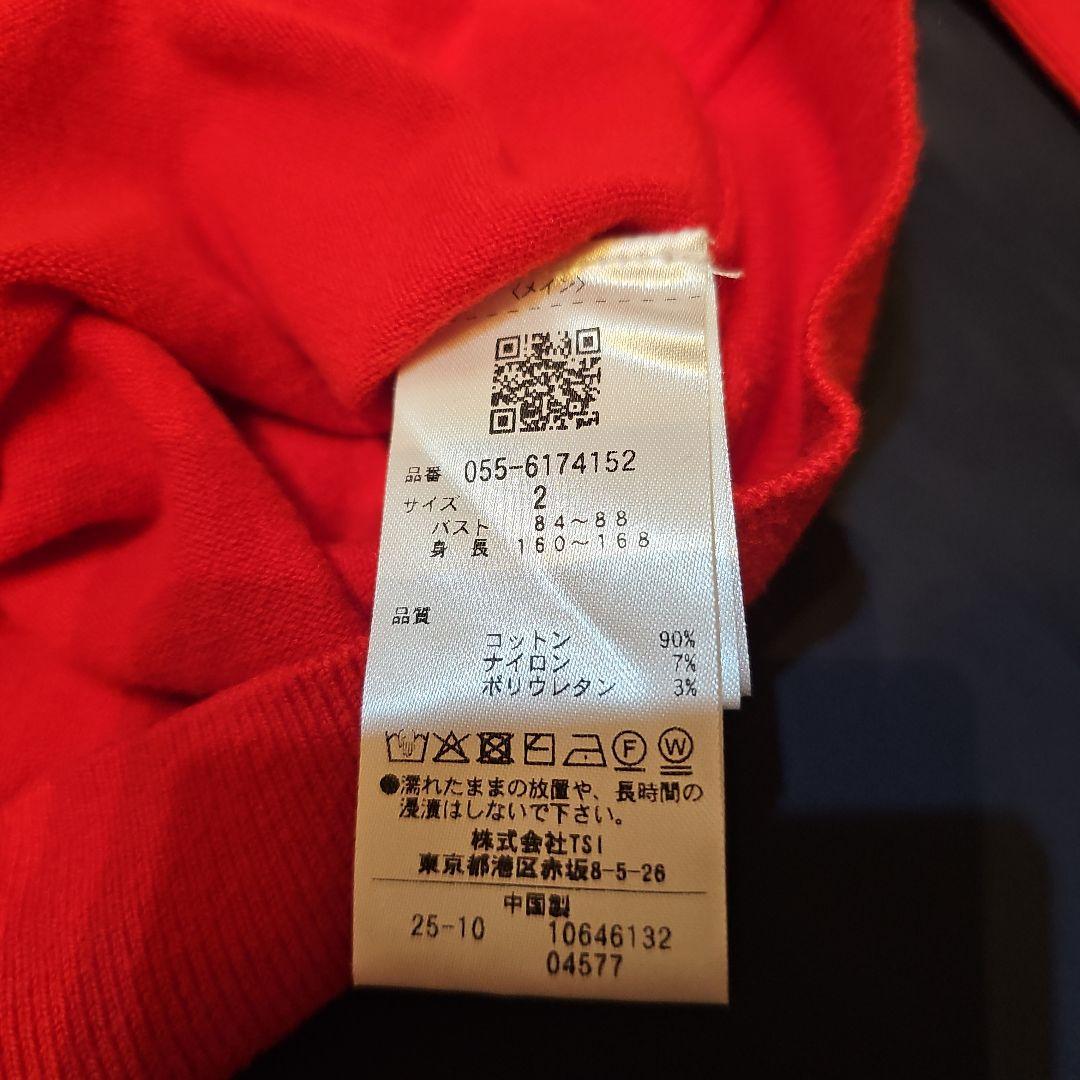 〈メイン〉
品番 055-6174152
サイズ 2
バスト 84～88
身長 160～168
品質
コットン 90%
ナイロン 7%
ポリウレタン 3%
F W
●濡れたままの放置や、長時間の
浸漬はしないで下さい。
株式会社TSI
東京都港区赤坂8-5-26
中国製
25-10 10646132
04577